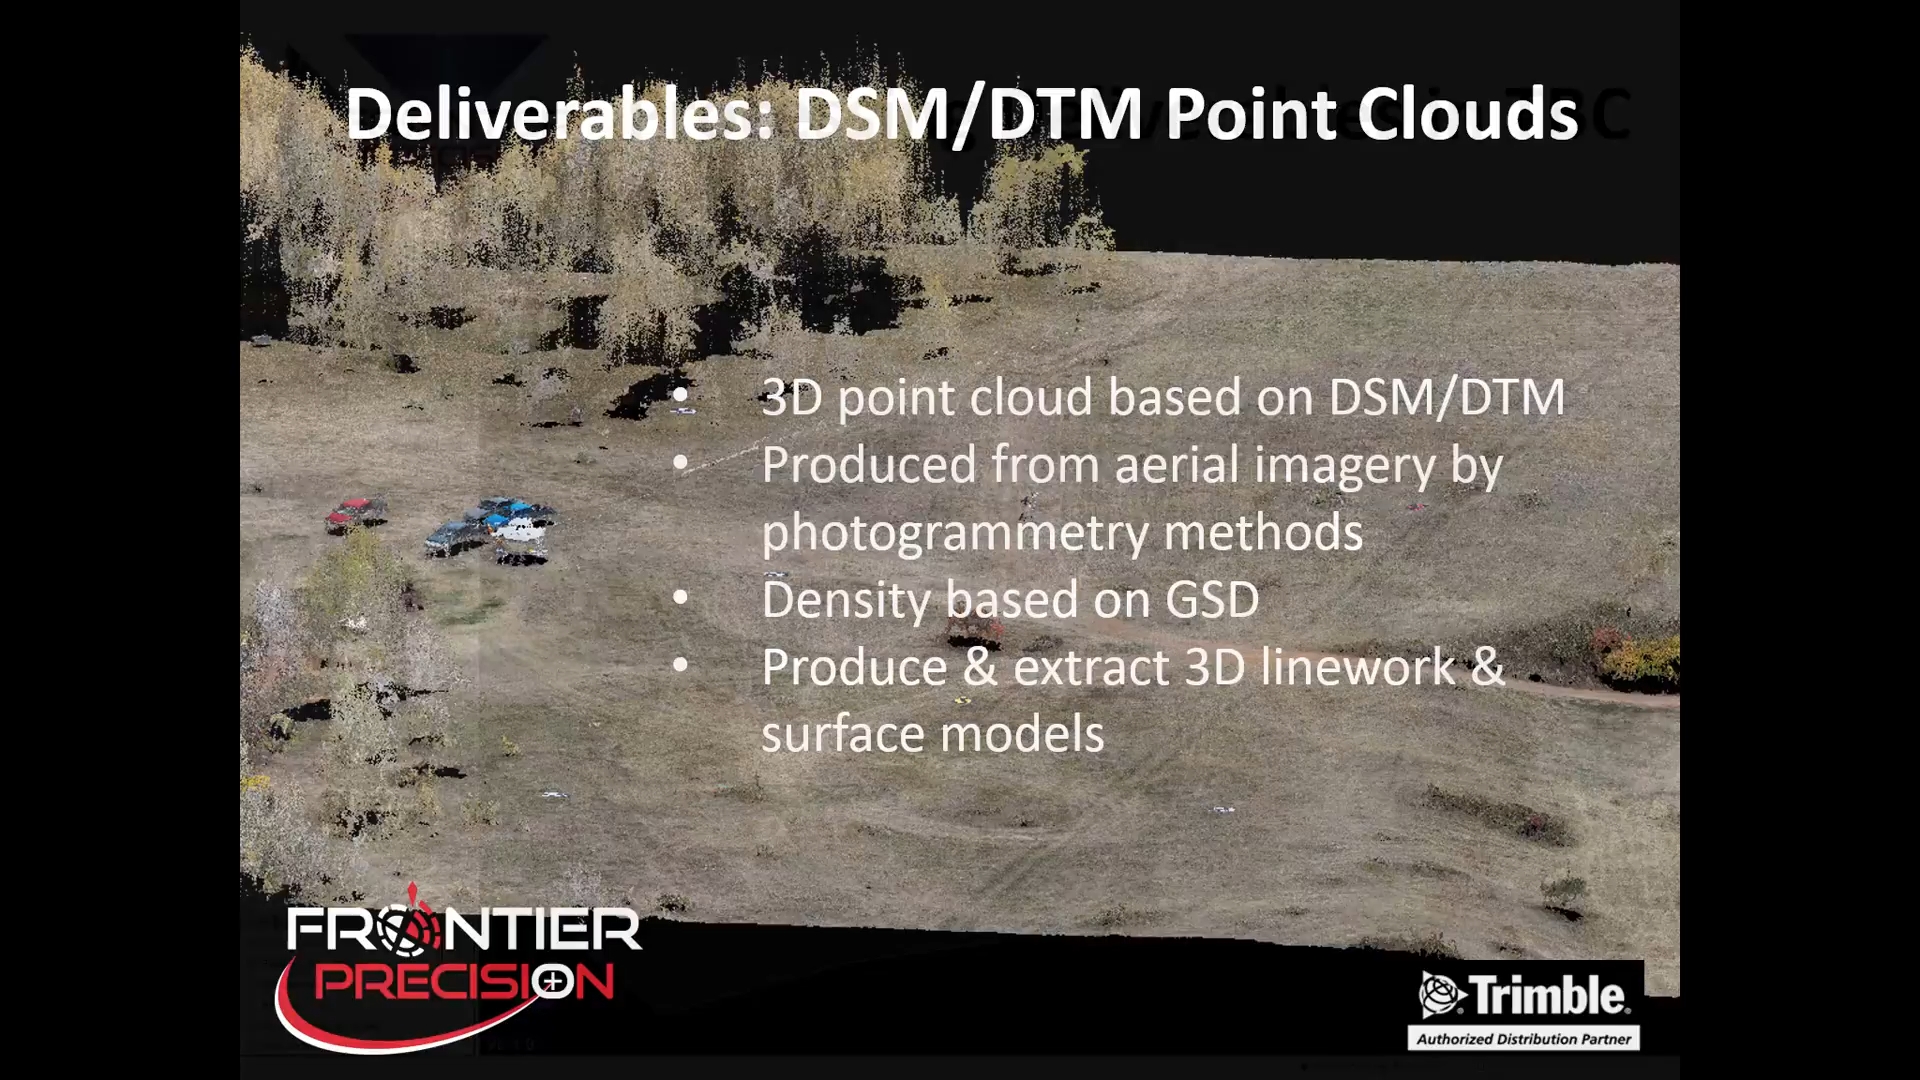 Deliverables: DSM/DTM Point Clouds
• 3D point cloud based on DSM/DTM
• Produced from aerial imagery by
photogrammetry methods
• Density based on GSD
• Produce & extract 3D linework &
surface models
FRONTIER
PRECISION
Trimble
Authorized Distribution Partner